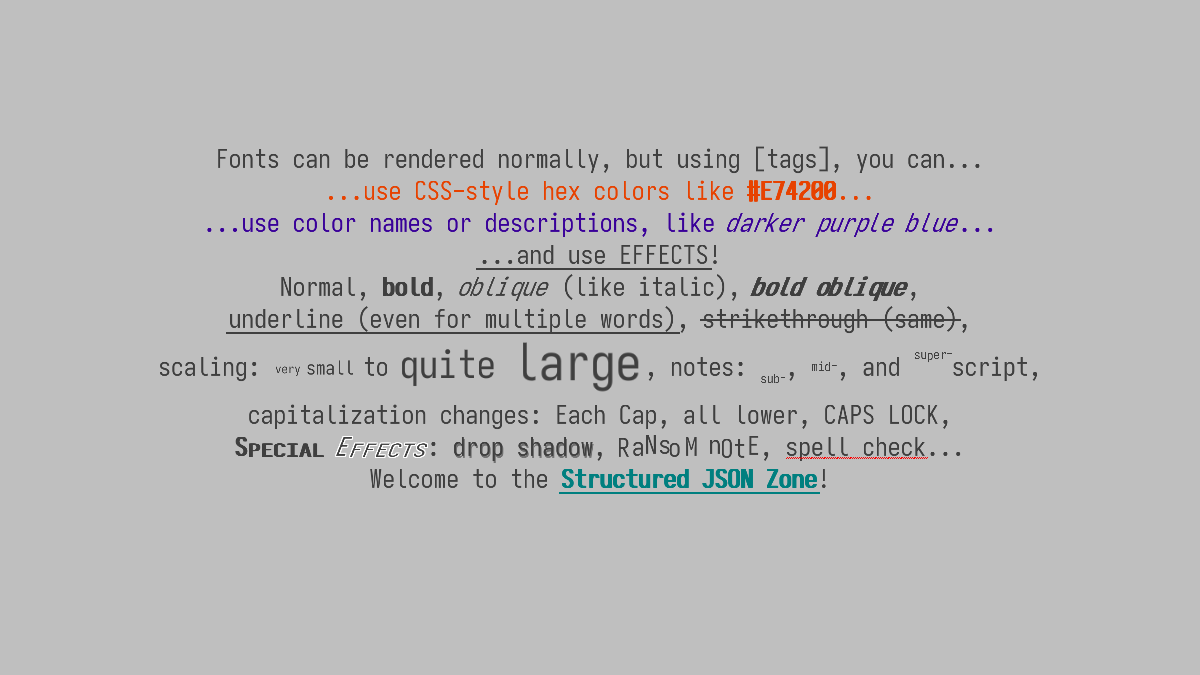 Fonts can be rendered normally, but using [tags], you can...
...use CSS-style hex colors like #E74200...
...use color names or descriptions, like darker purple blue...
...and use EFFECTS!
Normal, bold, oblique (like italic), bold oblique,
underline (even for multiple words), strikethrough (same),
scaling: very small to quite large, notes: sub-, mid-, and super-script,
capitalization changes: Each Cap, all lower, CAPS LOCK,
Special Effects: drop shadow, RaNsoM nOtE, spell check...
Welcome to the Structured JSON Zone!